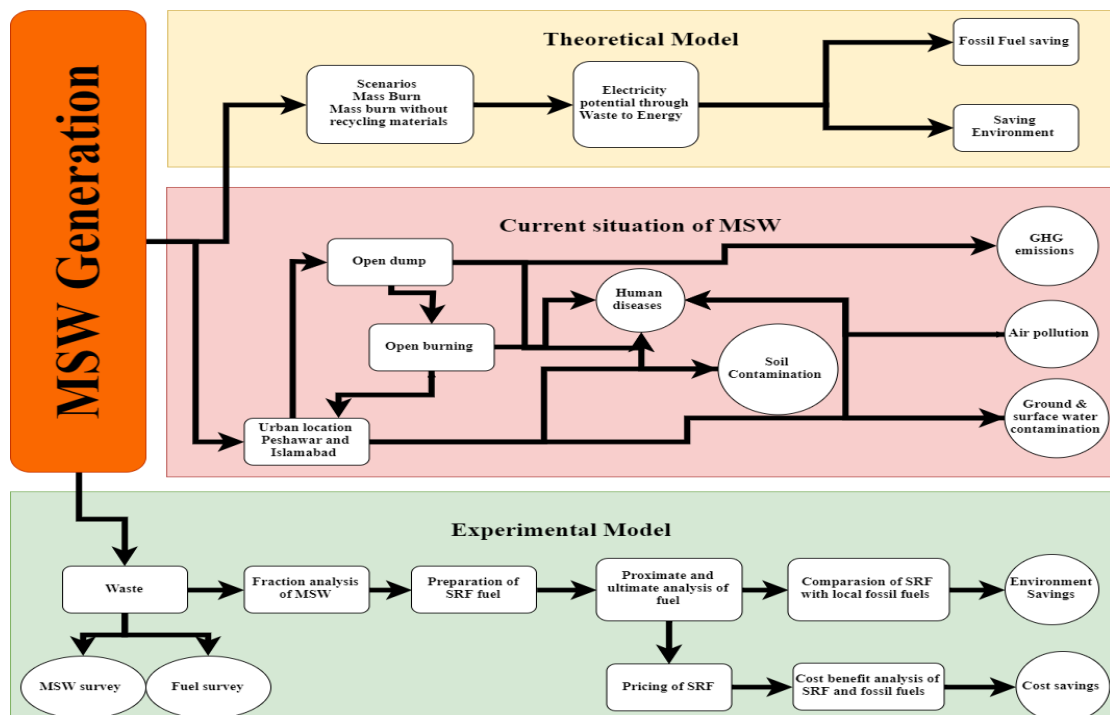 MSW Generation
Theoretical Model
Scenarios
Mass Burn
Mass burn without
recycling materials
Electricity
potential through
Waste to Energy
Fossil Fuel saving
Saving
Environment
Current situation of MSW
Open dump
Open burning
Urban location
Peshawar and
Islamabad
Human
diseases
Soil
Contamination
GHG
emissions
Air pollution
Ground &
surface water
contamination
Experimental Model
Waste
Fraction analysis
of MSW
Preparation of
SRF fuel
Proximate and
ultimate analysis of
fuel
Comparasion of SRF
with local fossil fuels
Environment
Savings
MSW survey
Fuel survey
Pricing of SRF
Cost benefit analysis of
SRF and fossil fuels
Cost savings